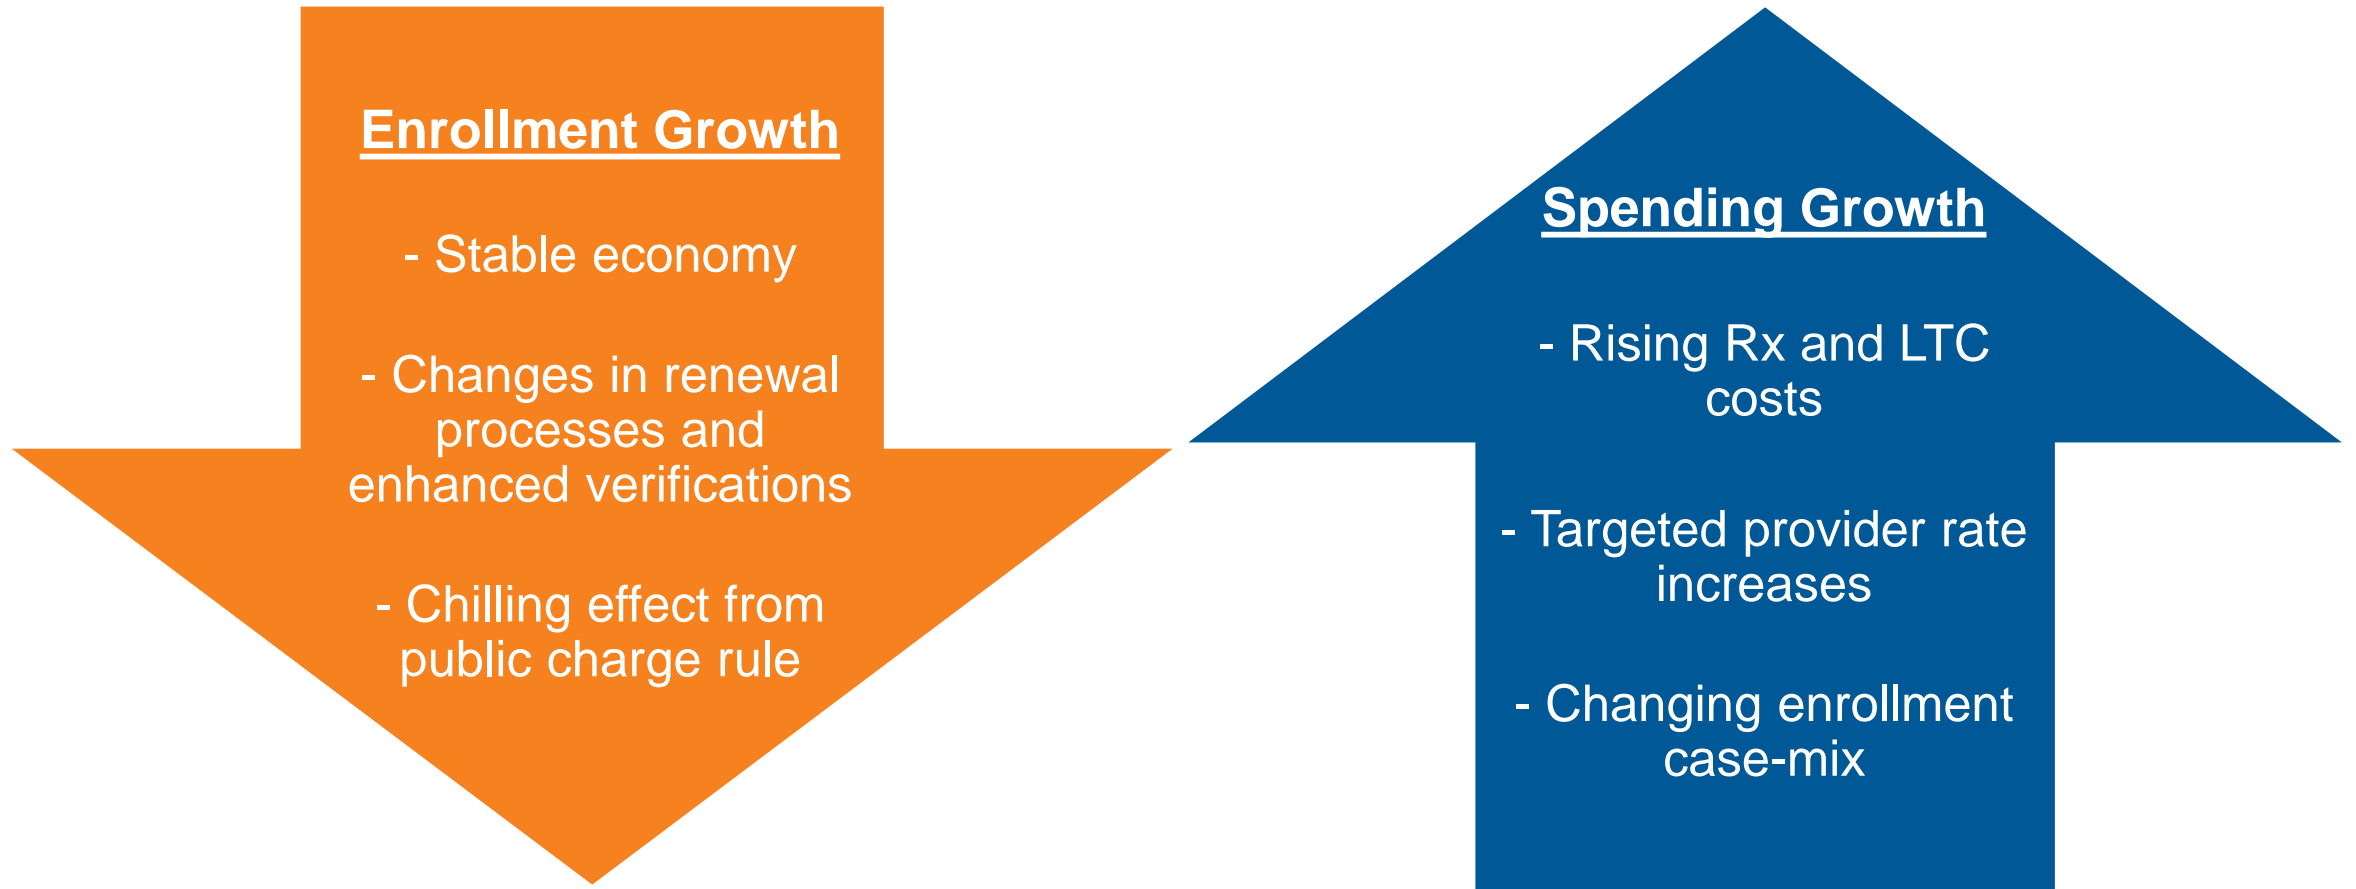 Enrollment Growth
- Stable economy
- Changes in renewal
processes and
enhanced verifications
- Chilling effect from
public charge rule
Spending Growth
- Rising Rx and LTC
costs
- Targeted provider rate
increases
- Changing enrollment
case-mix